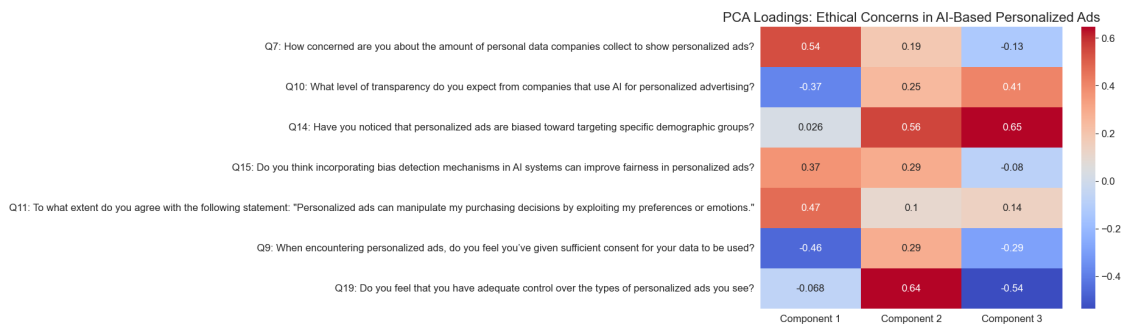 PCA Loadings: Ethical Concerns in AI-Based Personalized Ads
Q7: How concerned are you about the amount of personal data companies collect to show personalized ads?
0.54 0.19 -0.13
Q10: What level of transparency do you expect from companies that use AI for personalized advertising?
-0.37 0.25 0.41
Q14: Have you noticed that personalized ads are biased toward targeting specific demographic groups?
0.026 0.56 0.65
Q15: Do you think incorporating bias detection mechanisms in AI systems can improve fairness in personalized ads?
0.37 0.29 -0.08
Q11: To what extent do you agree with the following statement: "Personalized ads can manipulate my purchasing decisions by exploiting my preferences or emotions."
0.47 0.1 0.14
Q9: When encountering personalized ads, do you feel you’ve given sufficient consent for your data to be used?
-0.46 0.29 -0.29
Q19: Do you feel that you have adequate control over the types of personalized ads you see?
-0.068 0.64 -0.54
Component 1 Component 2 Component 3
0.6
0.4
0.2
0.0
−0.2
−0.4